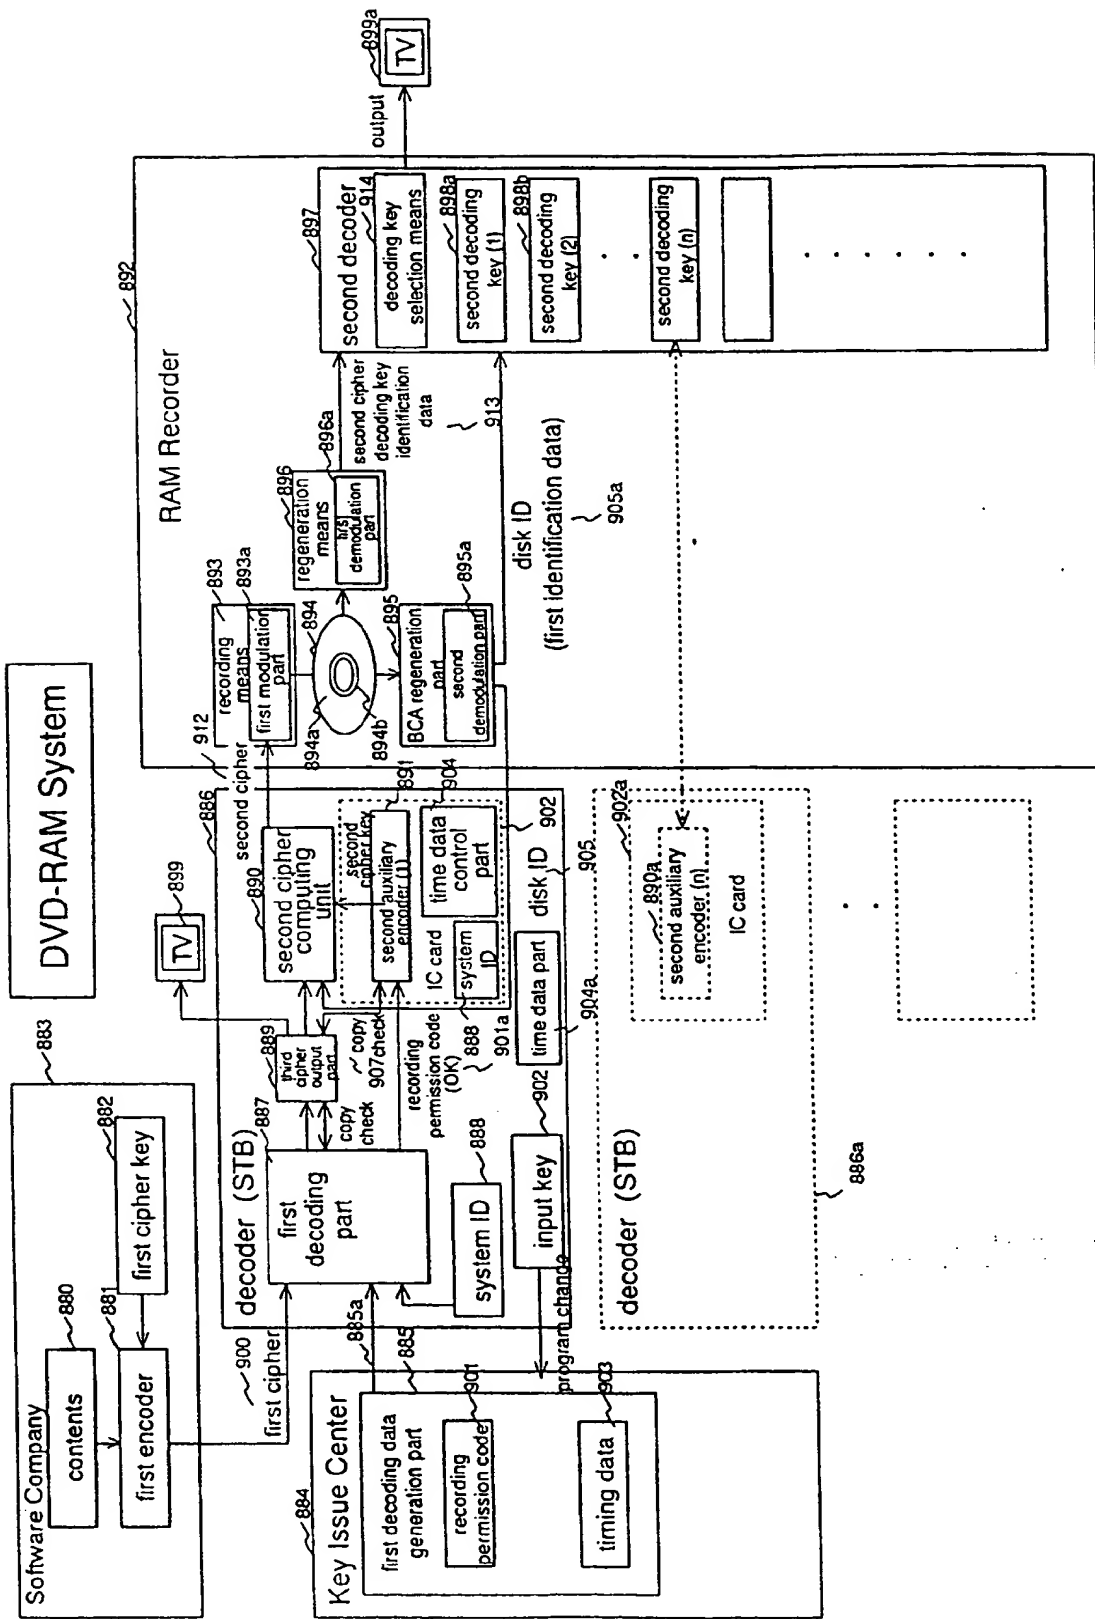 DVD-RAM System
Software Company
883
contents
880
first encoder
881
first cipher key
882
900
first cipher
884
Key Issue Center
first decoding data
generation part
885
885a
recording
permission code
901
timing data
903
program change
886
decoder (STB)
first
decoding
part
887
system ID
888
input key
902
third
cipher
output
part
889
copy
check
copy
907 check
recording
permission code
(OK)
901a
TV
899
second cipher
computing
unit
890
second cipher key
second auxiliary
encoder (1)
891
IC card
system
ID
888
time data
control
part
904
902
time data part
904a
disk ID
905
second cipher
912
decoder (STB)
886a
902a
890a
second auxiliary
encoder (n)
IC card
892
RAM Recorder
recording
means
893
first modulation
part
893a
894
894a
894b
regeneration
means
896
firs
demodulation
part
896a
BCA regeneration
part
895
second
demodulation part
895a
second cipher
decoding key
identification
data
913
disk ID
(first identification data)
905a
second decoder
897
decoding key
selection means
914
second decoding
key (1)
898a
second decoding
key (2)
898b
second decoding
key (n)
output
TV
899a